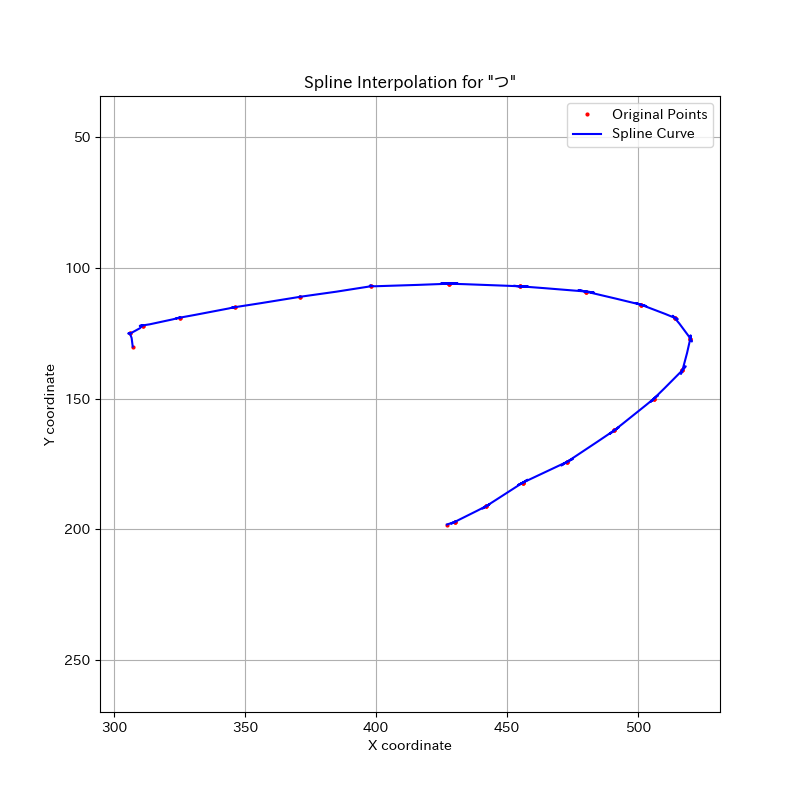 Spline Interpolation for "つ"
Original Points
Spline Curve
50
100
150
200
250
Y coordinate
300 350 400 450 500
X coordinate